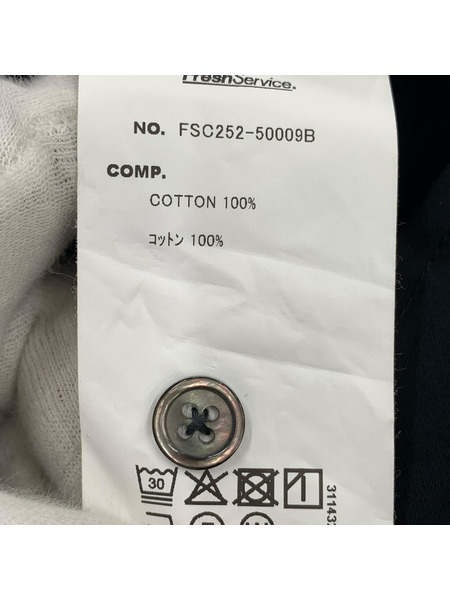 FreshService.
NO. FSC252-50009B
COMP.
COTTON 100%
コットン 100%
30